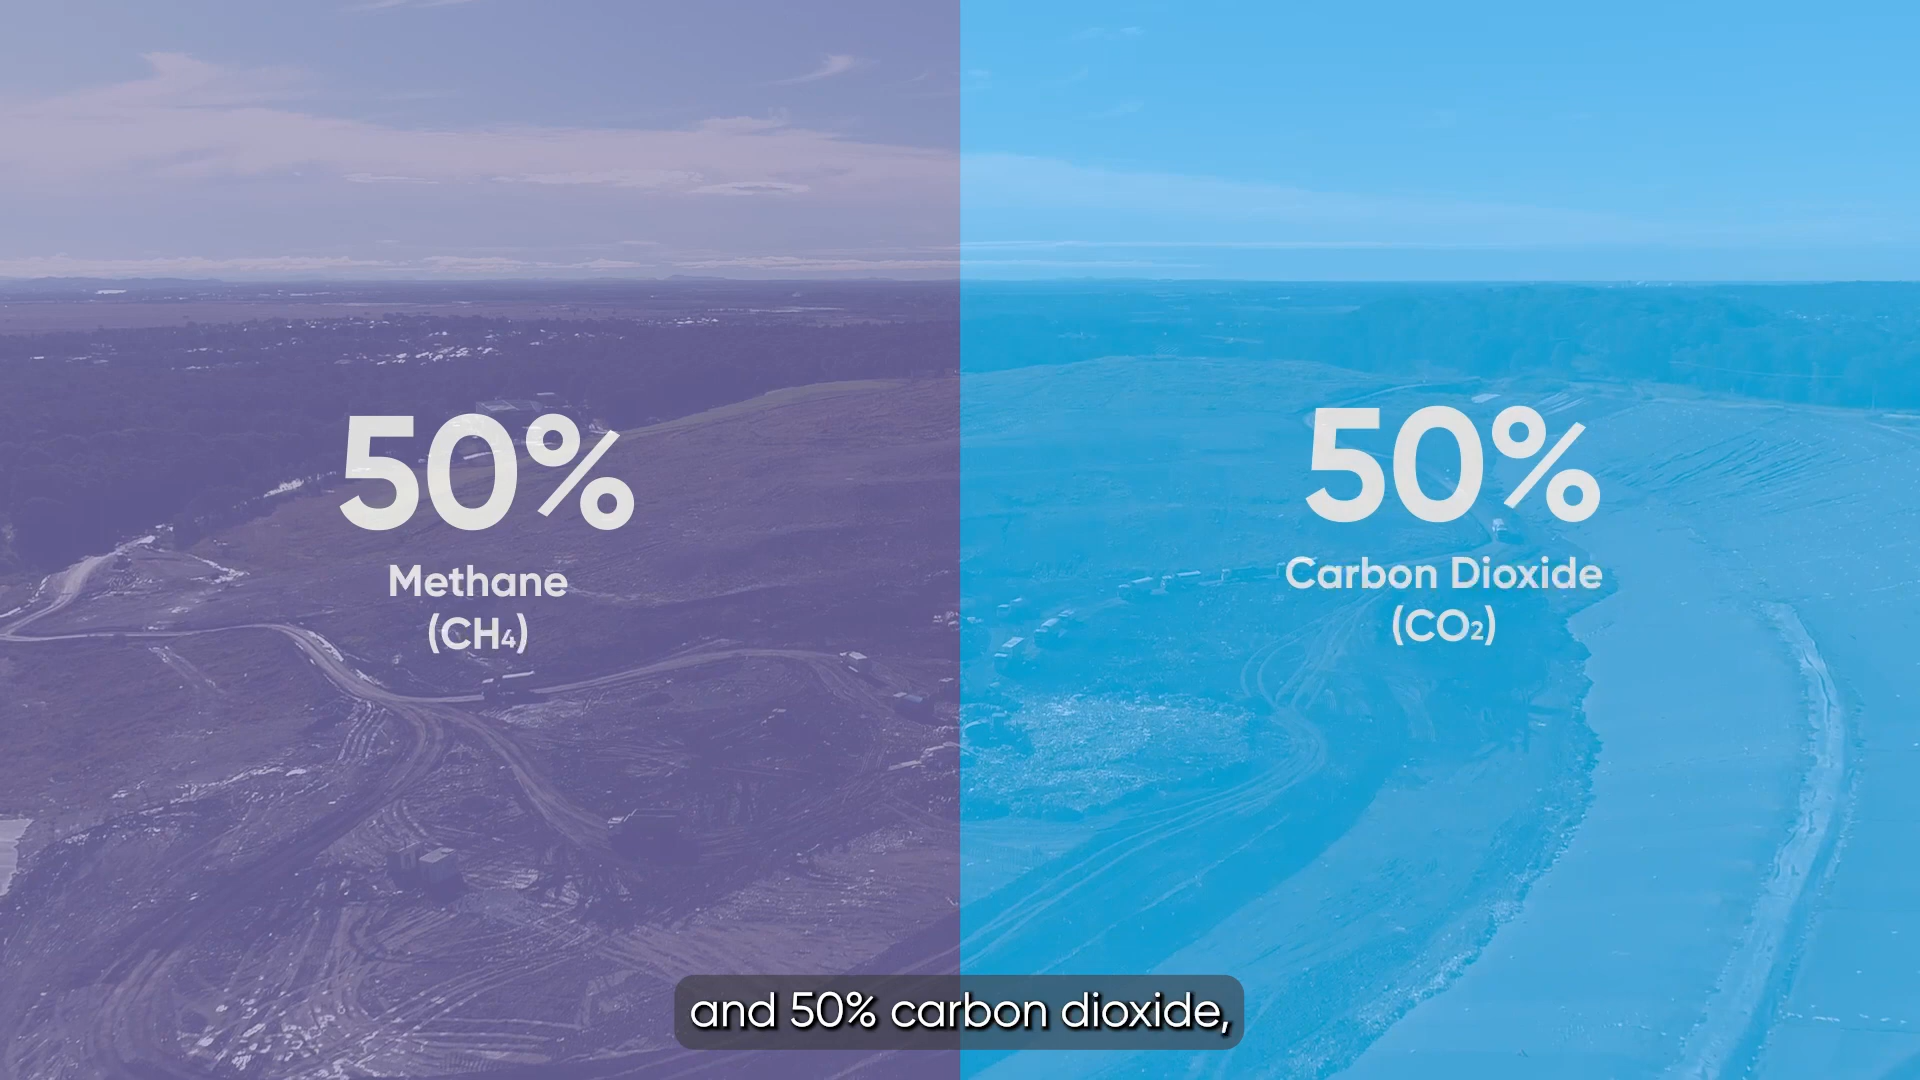 50%
Methane
(CH₄)
50%
Carbon Dioxide
(CO₂)
and 50% carbon dioxide,